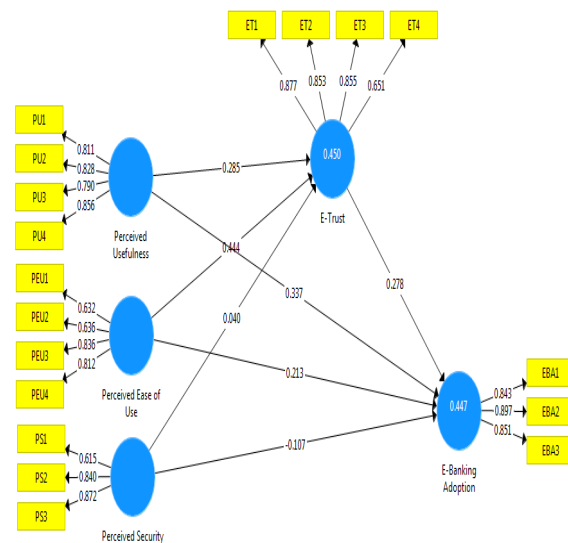 ET1 ET2 ET3 ET4
0.877 0.853 0.855 0.651
0.450
E-Trust
PU1
PU2
PU3
PU4
0.811
0.828
0.790
0.856
Perceived
Usefulness
0.285
0.444
0.337
0.040
0.278
PEU1
PEU2
PEU3
PEU4
0.632
0.636
0.836
0.812
Perceived Ease of
Use
0.213
-0.107
PS1
PS2
PS3
0.615
0.840
0.872
Perceived Security
0.447
E-Banking
Adoption
0.843
0.897
0.851
EBA1
EBA2
EBA3